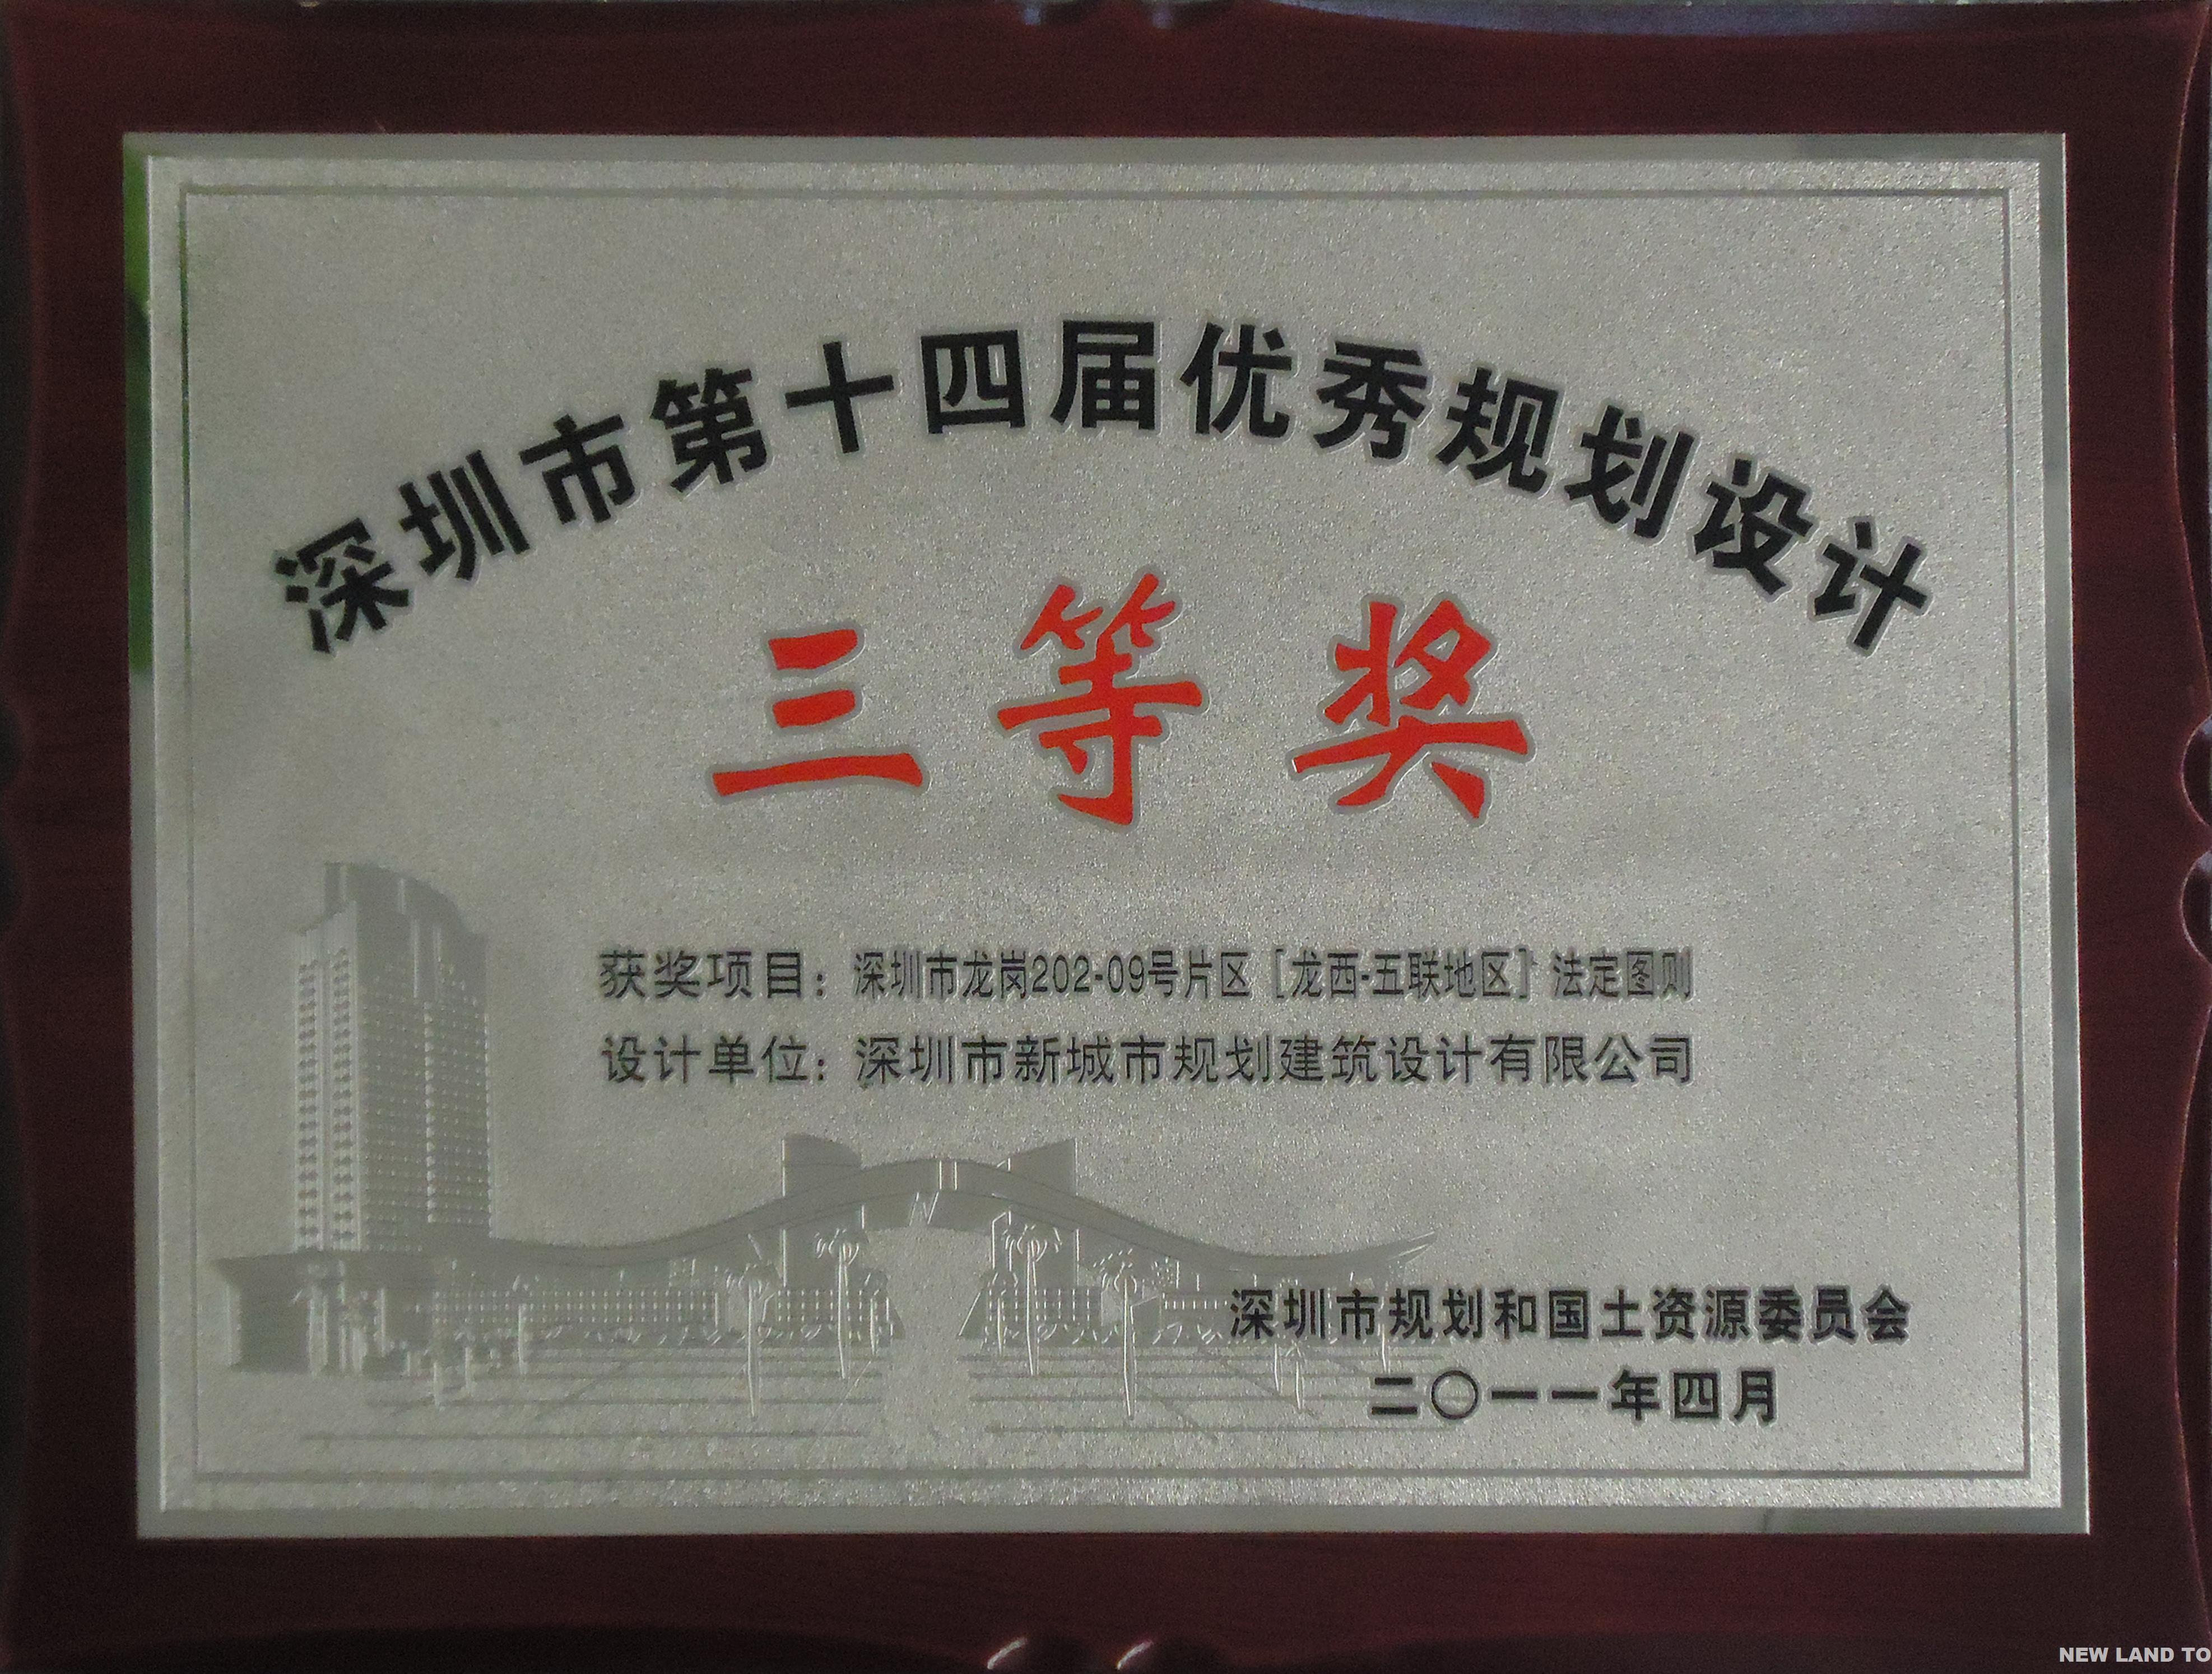 深圳市第十四届优秀规划设计
三等奖
获奖项目：深圳市龙岗202-09号片区［龙西-五联地区］法定图则
设计单位：深圳市新城市规划建筑设计有限公司
深圳市规划和国土资源委员会
二〇一一年四月
NEW LAND TO